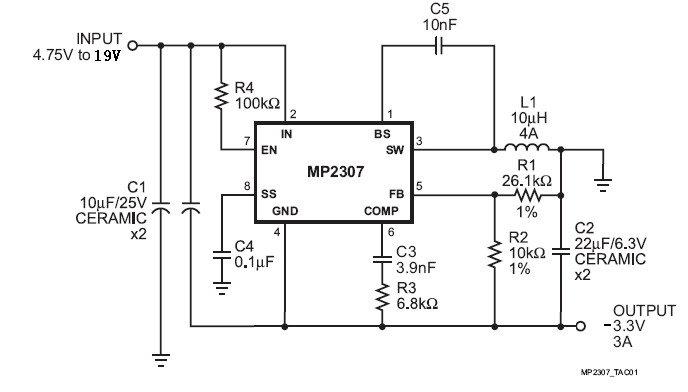 C5
10nF
INPUT
4.75V to 19V
R4
100kΩ
L1
10μH
4A
2
1
IN
BS
7
EN
SW
3
MP2307
R1
26.1kΩ
1%
C1
10μF/25V
CERAMIC
x2
8
SS
FB
5
GND
COMP
4
6
C4
0.1μF
C3
3.9nF
R3
6.8kΩ
R2
10kΩ
1%
C2
22μF/6.3V
CERAMIC
x2
OUTPUT
-3.3V
3A
MP2307_TAC01